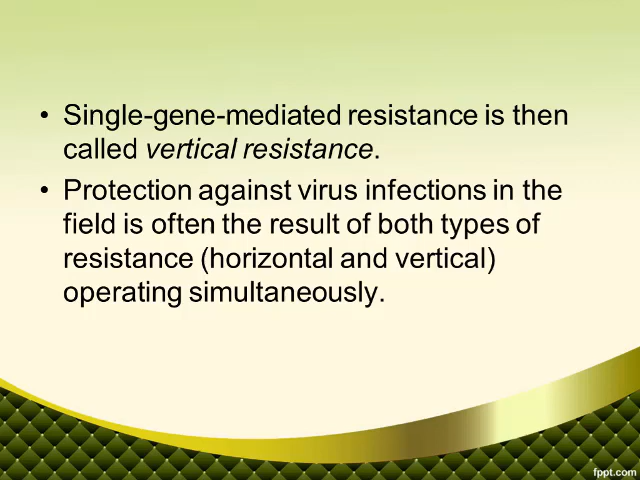 • Single-gene-mediated resistance is then
called vertical resistance.
• Protection against virus infections in the
field is often the result of both types of
resistance (horizontal and vertical)
operating simultaneously.
fppt.com